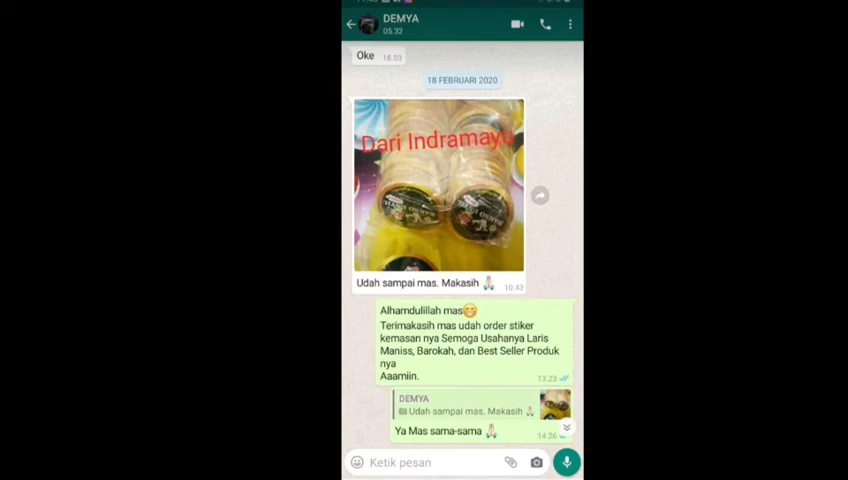 DEMYA
05.32
Oke 18.03
18 FEBRUARI 2020
Dari Indramayu
Udah sampai mas. Makasih 🙏🏻
10.43
Alhamdulillah mas😁
Terimakasih mas udah order stiker
kemasan nya Semoga Usahanya Laris
Maniss, Barokah, dan Best Seller Produk
nya
Aaamiin.
13.23
DEMYA
Udah sampai mas. Makasih 🙏🏻
Ya Mas sama-sama 🙏🏻
14.26
Ketik pesan